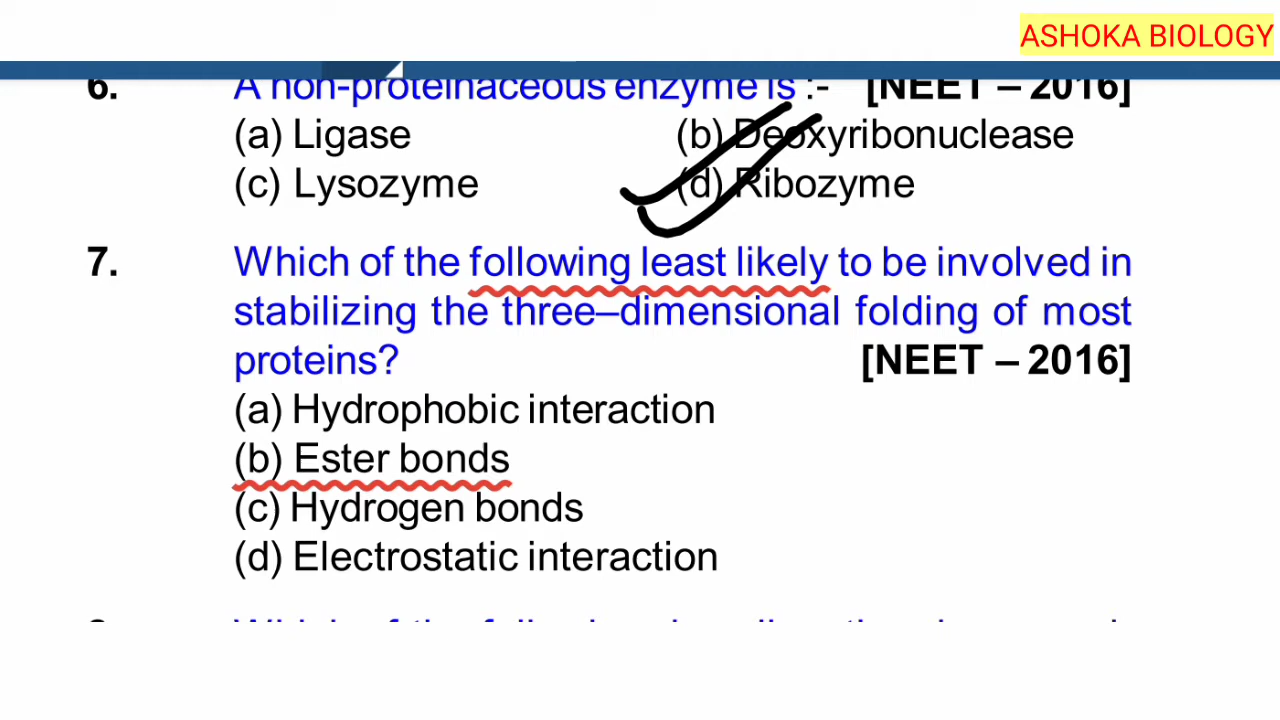 ASHOKA BIOLOGY
6. A non-proteinaceous enzyme is :- [NEET – 2016]
(a) Ligase (b) Deoxyribonuclease
(c) Lysozyme (d) Ribozyme
7. Which of the following least likely to be involved in
stabilizing the three–dimensional folding of most
proteins? [NEET – 2016]
(a) Hydrophobic interaction
(b) Ester bonds
(c) Hydrogen bonds
(d) Electrostatic interaction